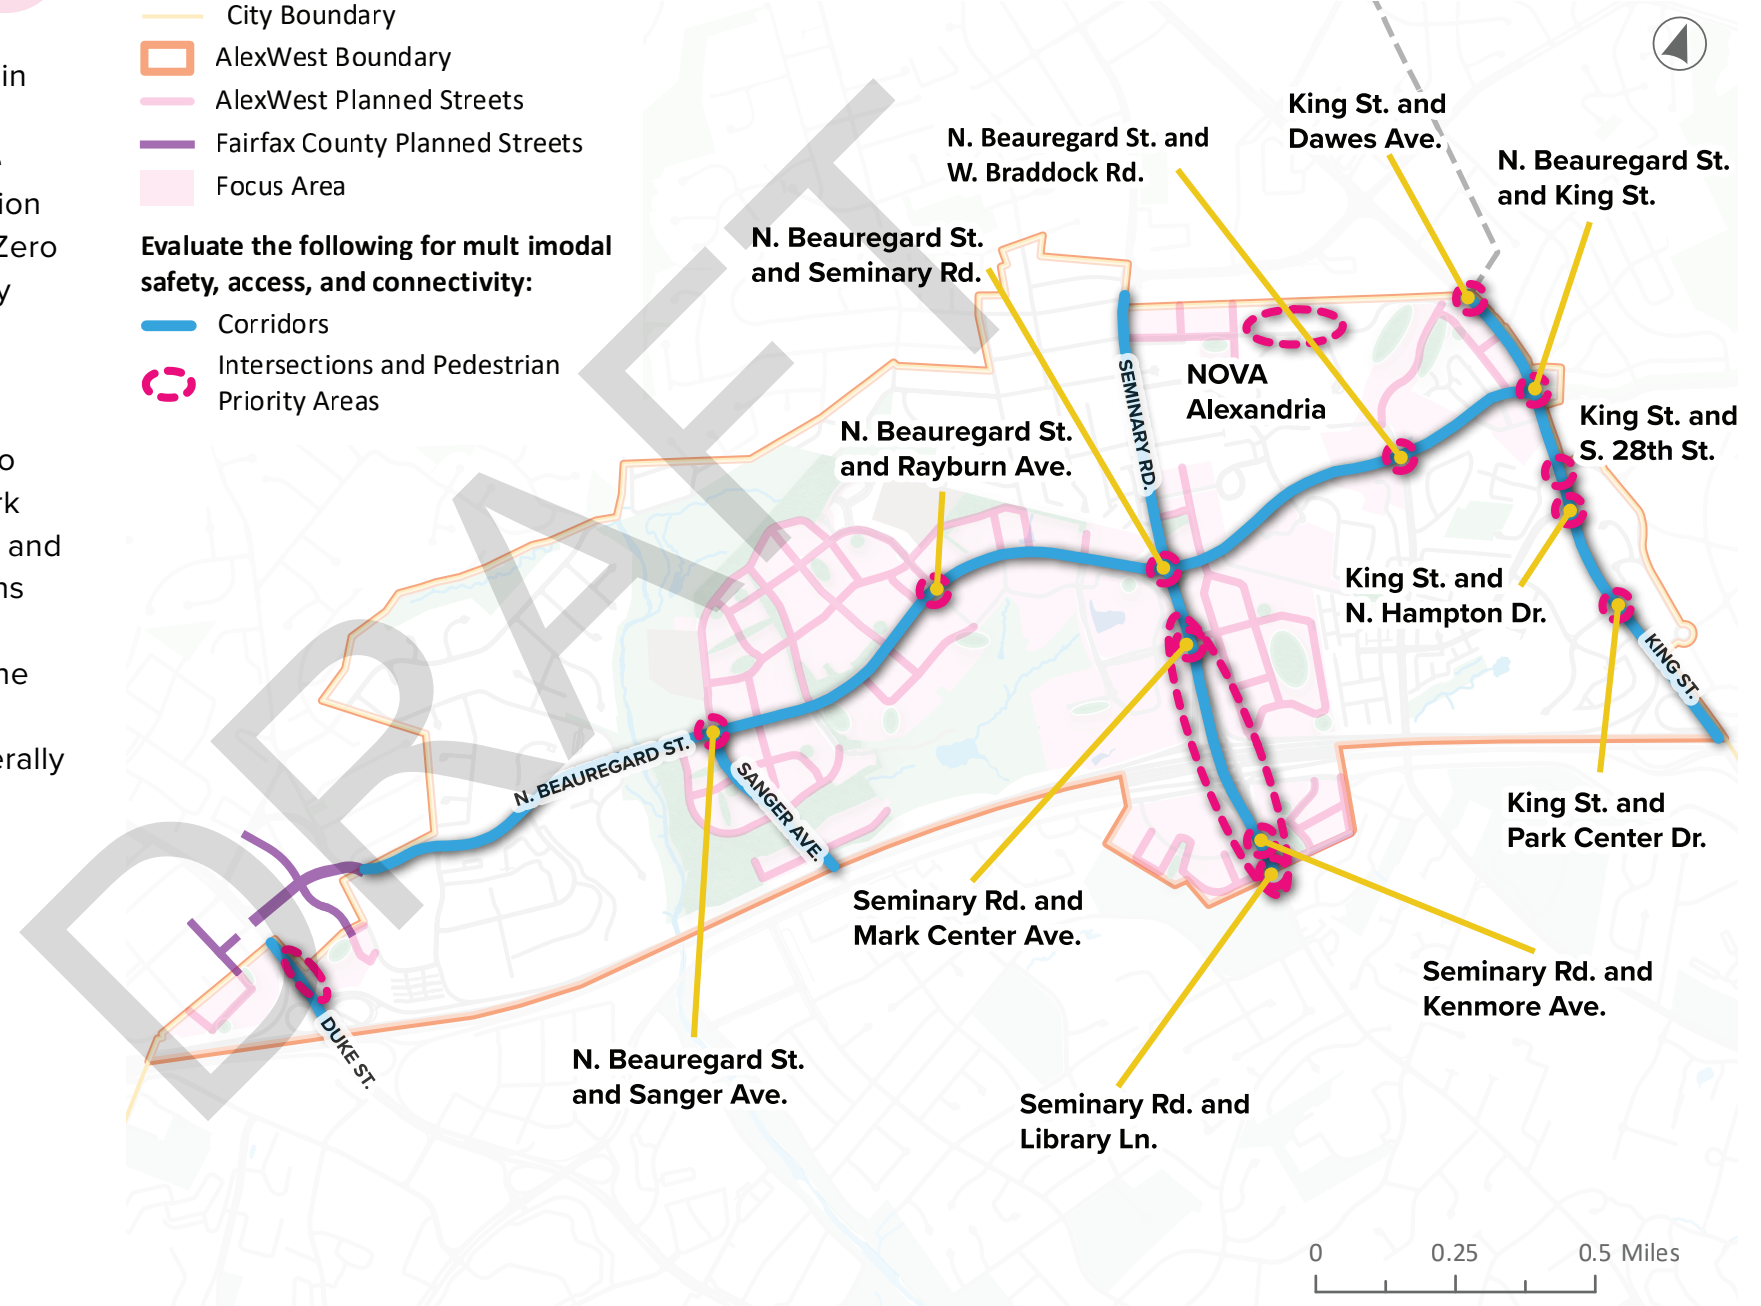 in
ion
Zero
y
o
rk
and
ns
ne
erally
City Boundary
AlexWest Boundary
AlexWest Planned Streets
Fairfax County Planned Streets
Focus Area
Evaluate the following for mult imodal
safety, access, and connectivity:
Corridors
Intersections and Pedestrian
Priority Areas
DRAFT
King St. and
Dawes Ave.
N. Beauregard St. and
W. Braddock Rd.
N. Beauregard St.
and King St.
N. Beauregard St.
and Seminary Rd.
SEMINARY RD.
NOVA
Alexandria
King St. and
S. 28th St.
N. Beauregard St.
and Rayburn Ave.
King St. and
N. Hampton Dr.
KING ST.
N. BEAUREGARD ST.
SANGER AVE.
King St. and
Park Center Dr.
Seminary Rd. and
Mark Center Ave.
Seminary Rd. and
Kenmore Ave.
DUKE ST.
N. Beauregard St.
and Sanger Ave.
Seminary Rd. and
Library Ln.
0 0.25 0.5 Miles